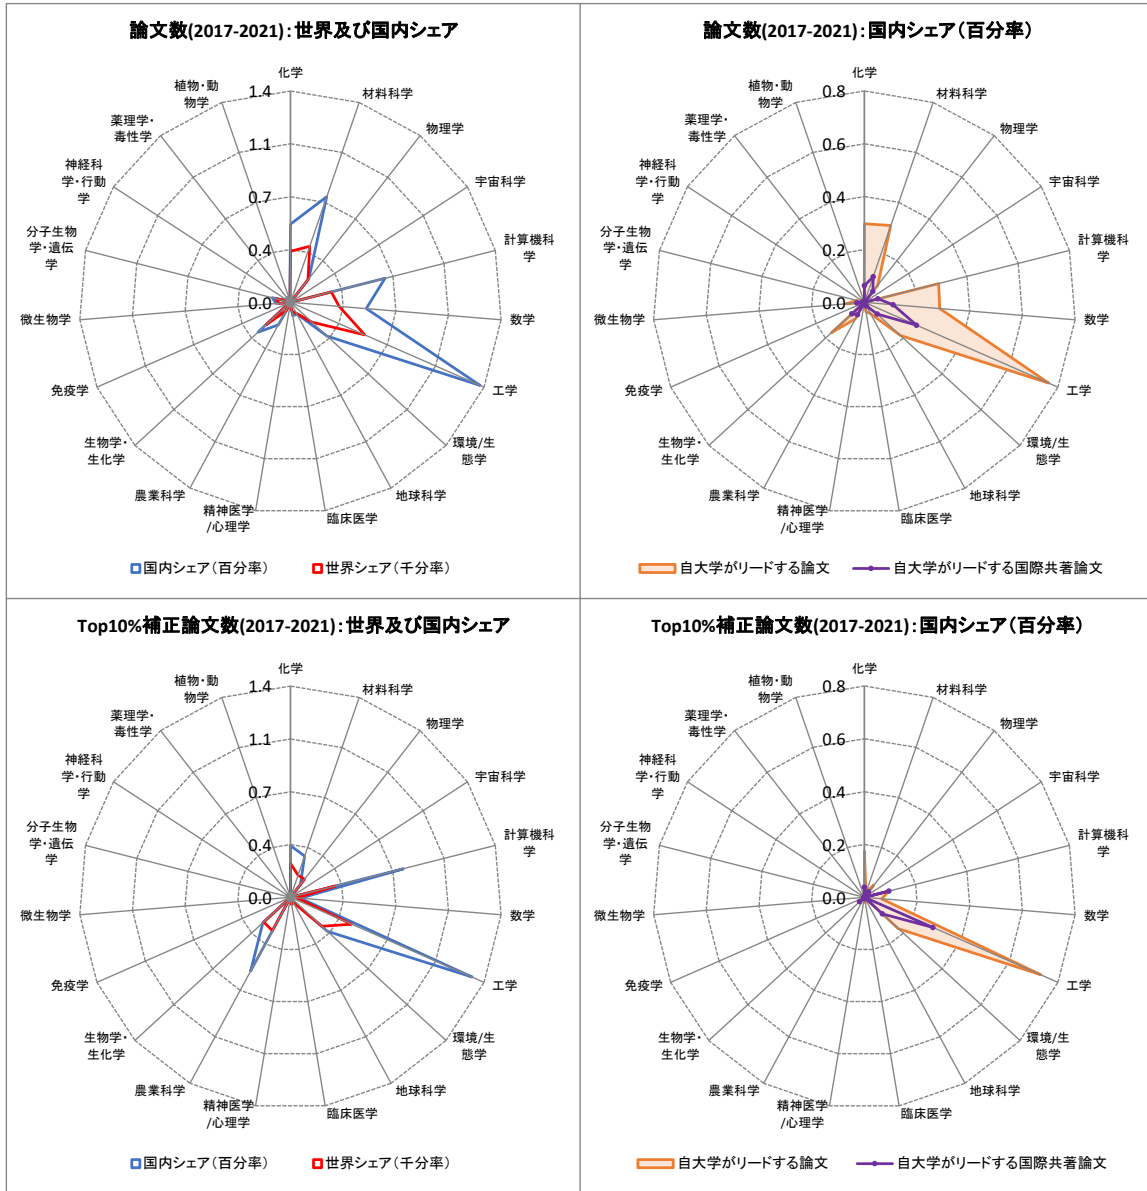 論文数(2017-2021):世界及び国内シェア
化学
材料科学
物理学
宇宙科学
計算機科
学
数学
工学
環境/生
態学
地球科学
臨床医学
精神医学
/心理学
農業科学
生物学・
生化学
免疫学
微生物学
分子生物
学・遺伝
学
神経科
学・行動
学
薬理学・
毒性学
植物・動
物学
1.4
1.1
0.7
0.4
0.0
国内シェア(百分率)
世界シェア(千分率)
論文数(2017-2021):国内シェア(百分率)
化学
材料科学
物理学
宇宙科学
計算機科
学
数学
工学
環境/生
態学
地球科学
臨床医学
精神医学
/心理学
農業科学
生物学・
生化学
免疫学
微生物学
分子生物
学・遺伝
学
神経科
学・行動
学
薬理学・
毒性学
植物・動
物学
0.8
0.6
0.4
0.2
0.0
自大学がリードする論文
自大学がリードする国際共著論文
Top10%補正論文数(2017-2021):世界及び国内シェア
化学
材料科学
物理学
宇宙科学
計算機科
学
数学
工学
環境/生
態学
地球科学
臨床医学
精神医学
/心理学
農業科学
生物学・
生化学
免疫学
微生物学
分子生物
学・遺伝
学
神経科
学・行動
学
薬理学・
毒性学
植物・動
物学
1.4
1.1
0.7
0.4
0.0
国内シェア(百分率)
世界シェア(千分率)
Top10%補正論文数(2017-2021):国内シェア(百分率)
化学
材料科学
物理学
宇宙科学
計算機科
学
数学
工学
環境/生
態学
地球科学
臨床医学
精神医学
/心理学
農業科学
生物学・
生化学
免疫学
微生物学
分子生物
学・遺伝
学
神経科
学・行動
学
薬理学・
毒性学
植物・動
物学
0.8
0.6
0.4
0.2
0.0
自大学がリードする論文
自大学がリードする国際共著論文